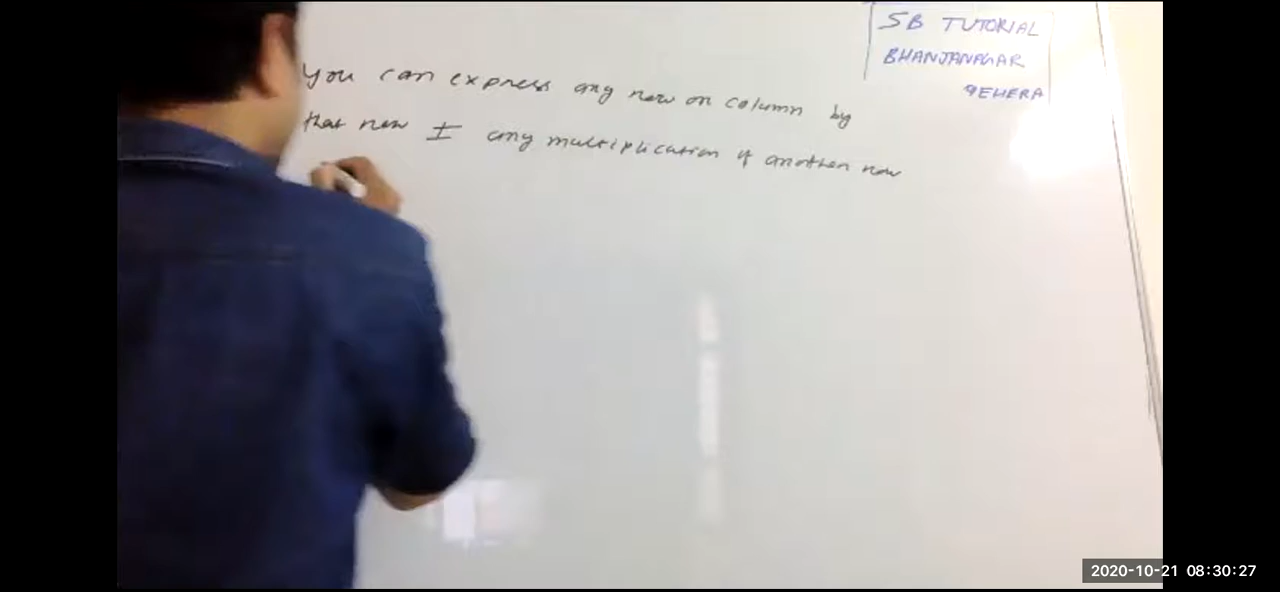 SB TUTORIAL
BHANJANAGAR
BEHERA
you can express any row or column by
that row ± any multiplication of another row
2020-10-21 08:30:27